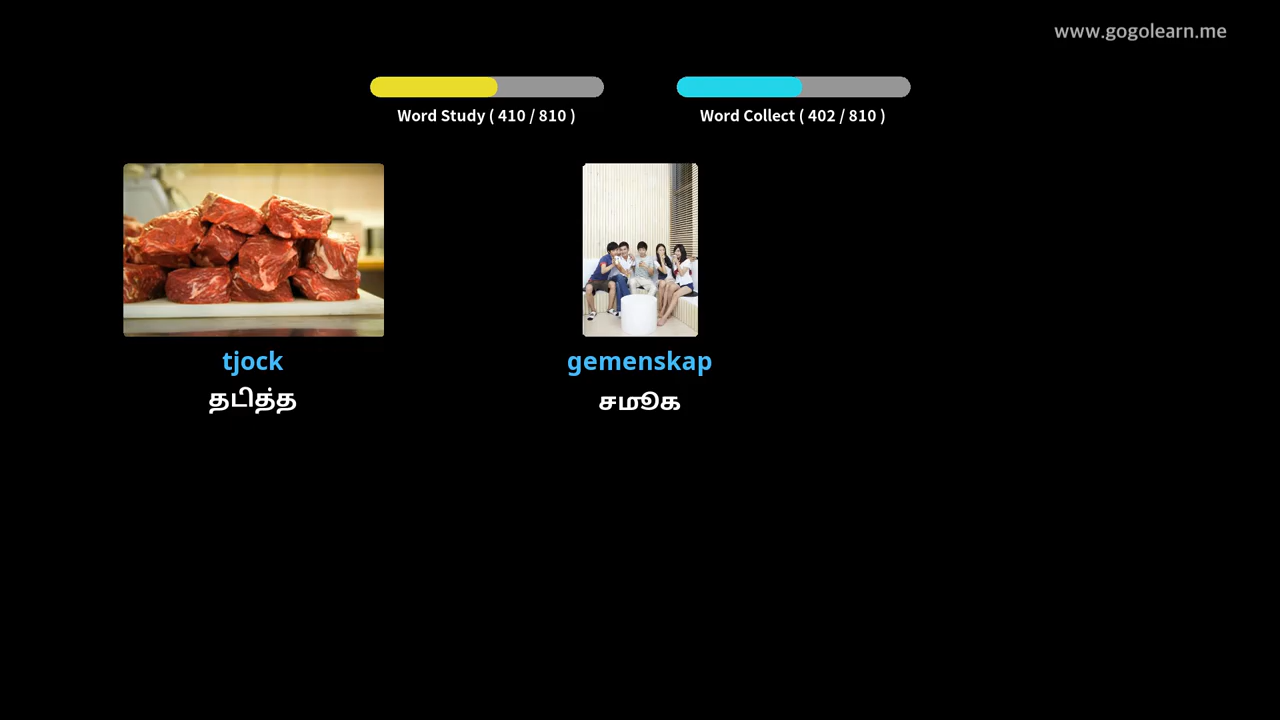 www.gogolearn.me
Word Study ( 410 / 810 )
Word Collect ( 402 / 810 )
tjock
தடித்த
gemenskap
சமூக